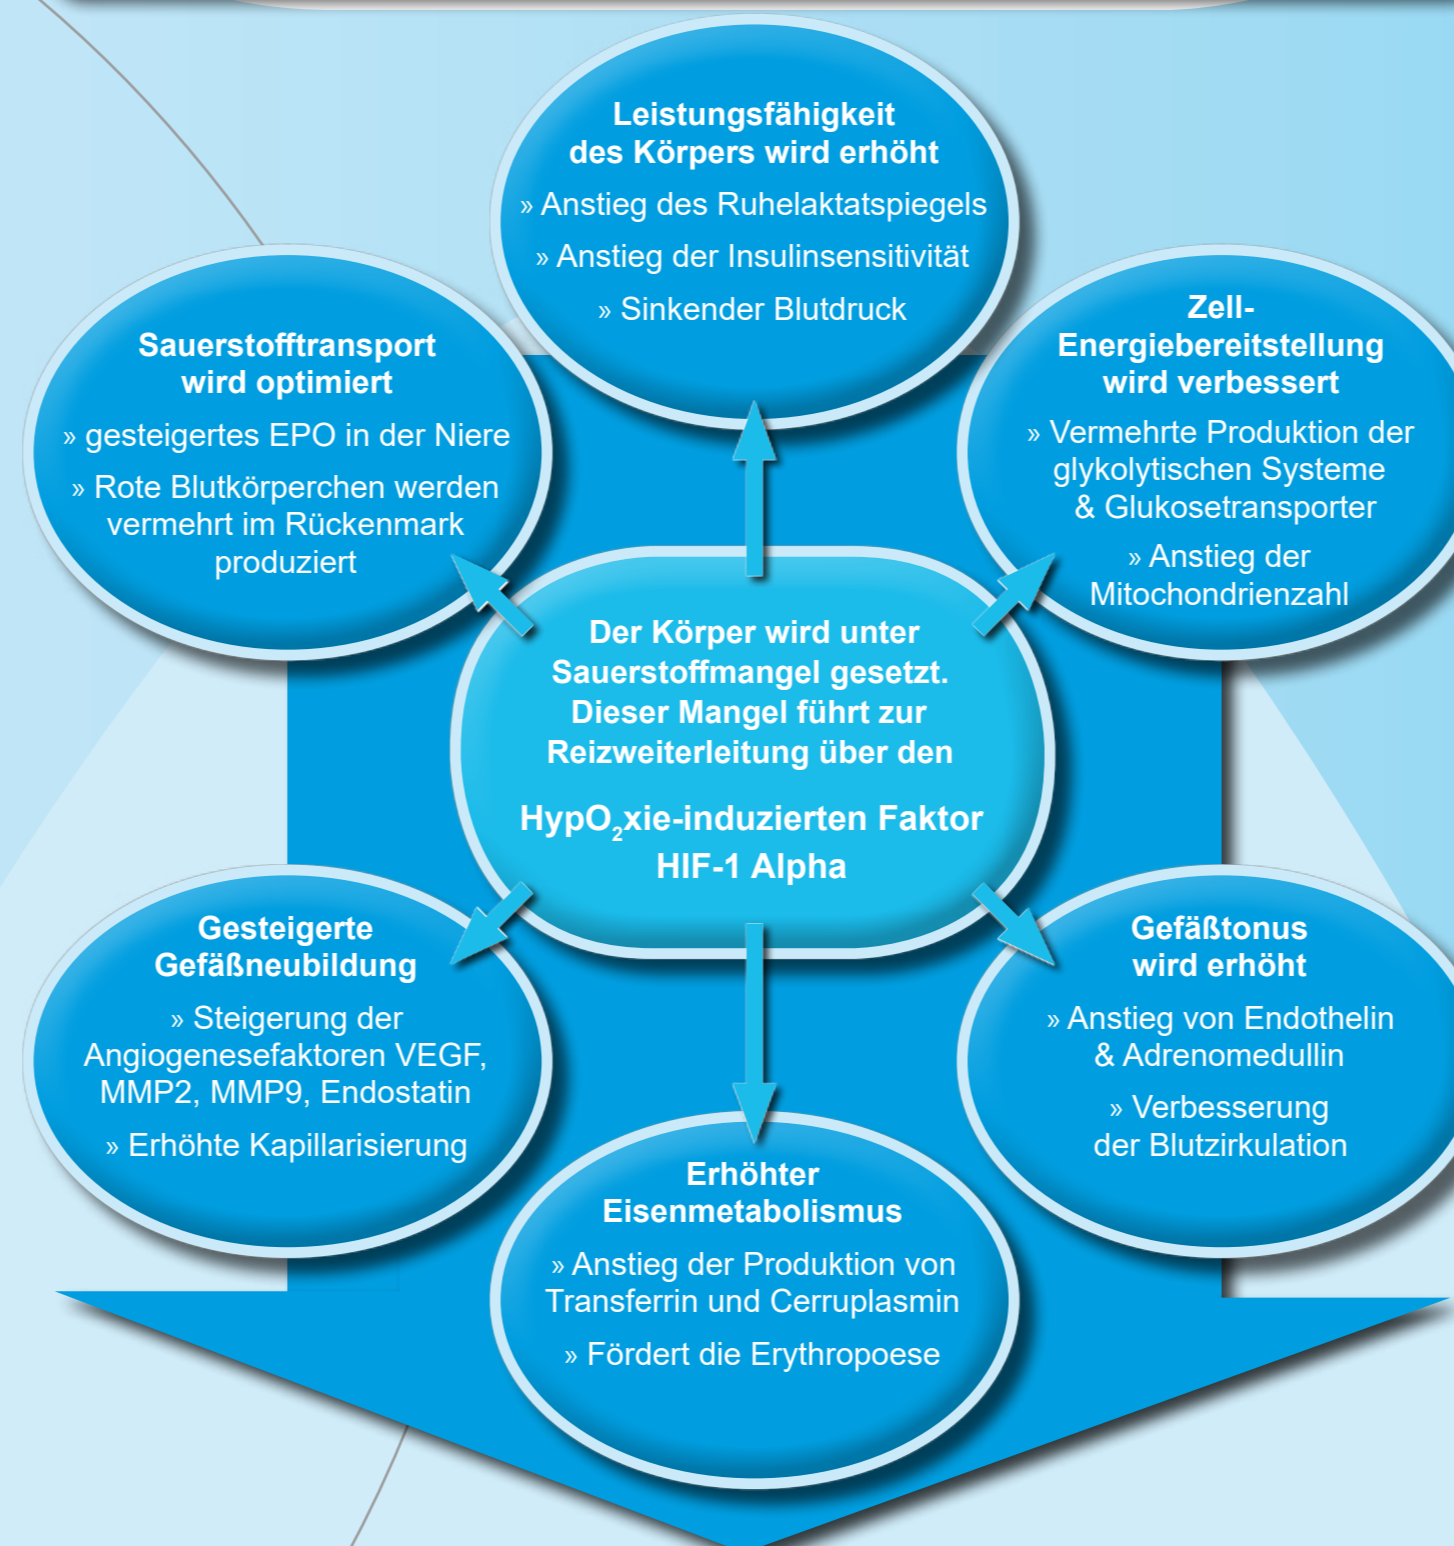 Leistungsfähigkeit
des Körpers wird erhöht
» Anstieg des Ruhelaktatspiegels
» Anstieg der Insulinsensitivität
» Sinkender Blutdruck
Sauerstofftransport
wird optimiert
» gesteigertes EPO in der Niere
» Rote Blutkörperchen werden
vermehrt im Rückenmark
produziert
Zell-
Energiebereitstellung
wird verbessert
» Vermehrte Produktion der
glykolytischen Systeme
& Glukosetransporter
» Anstieg der
Mitochondrienzahl
Der Körper wird unter
Sauerstoffmangel gesetzt.
Dieser Mangel führt zur
Reizweiterleitung über den
HypO₂xie-induzierten Faktor
HIF-1 Alpha
Gesteigerte
Gefäßneubildung
» Steigerung der
Angiogenesefaktoren VEGF,
MMP2, MMP9, Endostatin
» Erhöhte Kapillarisierung
Gefäßtonus
wird erhöht
» Anstieg von Endothelin
& Adrenomedullin
» Verbesserung
der Blutzirkulation
Erhöhter
Eisenmetabolismus
» Anstieg der Produktion von
Transferrin und Cerruplasmin
» Fördert die Erythropoese